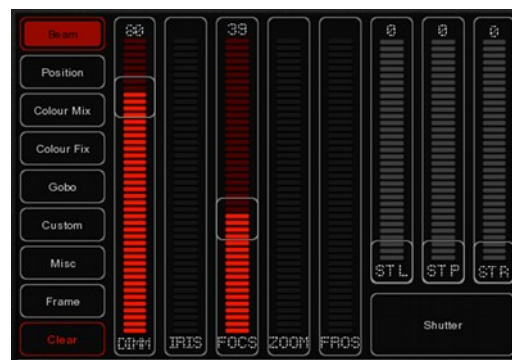 Beam
80
39
0
0
0
Position
Colour Mix
Colour Fix
Gobo
Custom
Misc
Frame
Clear
DIMM
IRIS
FOCS
ZOOM
FROS
STL
STP
STR
Shutter